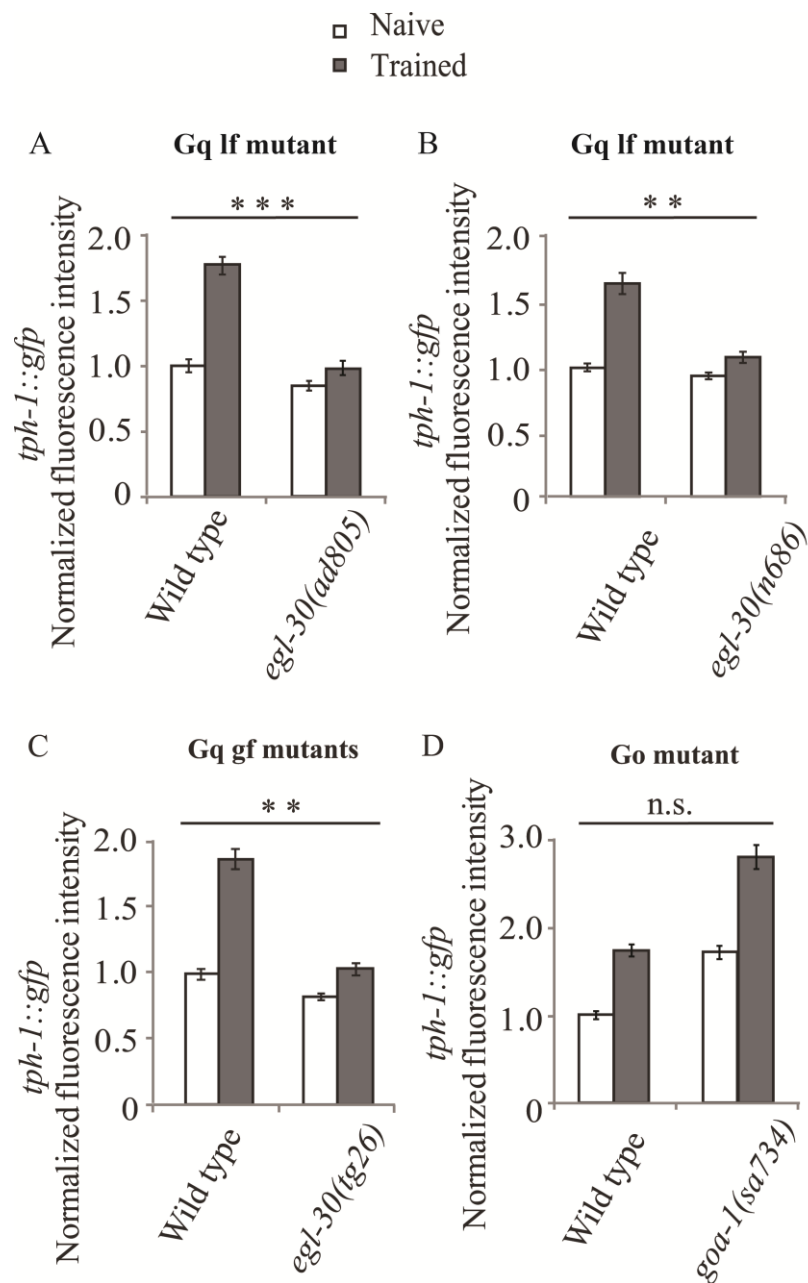 Naive
Trained
A
Gq lf mutant
* * *
tph-1::gfp
Normalized fluorescence intensity
2.0
1.5
1.0
0.5
0
Wild type
egl-30(ad805)
B
Gq lf mutant
* *
tph-1::gfp
Normalized fluorescence intensity
2.0
1.5
1.0
0.5
0
Wild type
egl-30(n686)
C
Gq gf mutants
* *
tph-1::gfp
Normalized fluorescence intensity
2.0
1.5
1.0
0.5
0
Wild type
egl-30(tg26)
D
Go mutant
n.s.
tph-1::gfp
Normalized fluorescence intensity
3.0
2.0
1.0
0
Wild type
goa-1(sa734)